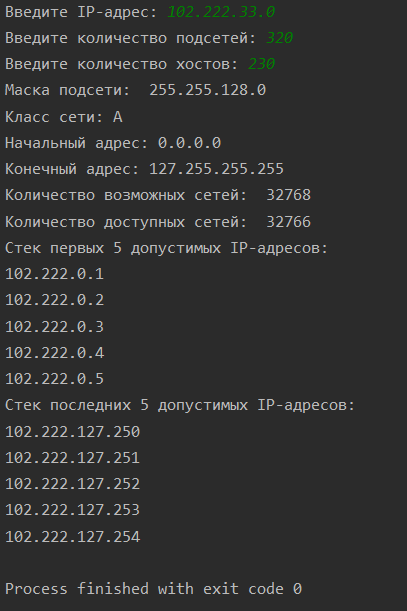 Введите IP-адрес: 102.222.33.0
Введите количество подсетей: 320
Введите количество хостов: 230
Маска подсети:  255.255.128.0
Класс сети: A
Начальный адрес: 0.0.0.0
Конечный адрес: 127.255.255.255
Количество возможных сетей:  32768
Количество доступных сетей:  32766
Стек первых 5 допустимых IP-адресов:
102.222.0.1
102.222.0.2
102.222.0.3
102.222.0.4
102.222.0.5
Стек последних 5 допустимых IP-адресов:
102.222.127.250
102.222.127.251
102.222.127.252
102.222.127.253
102.222.127.254
Process finished with exit code 0